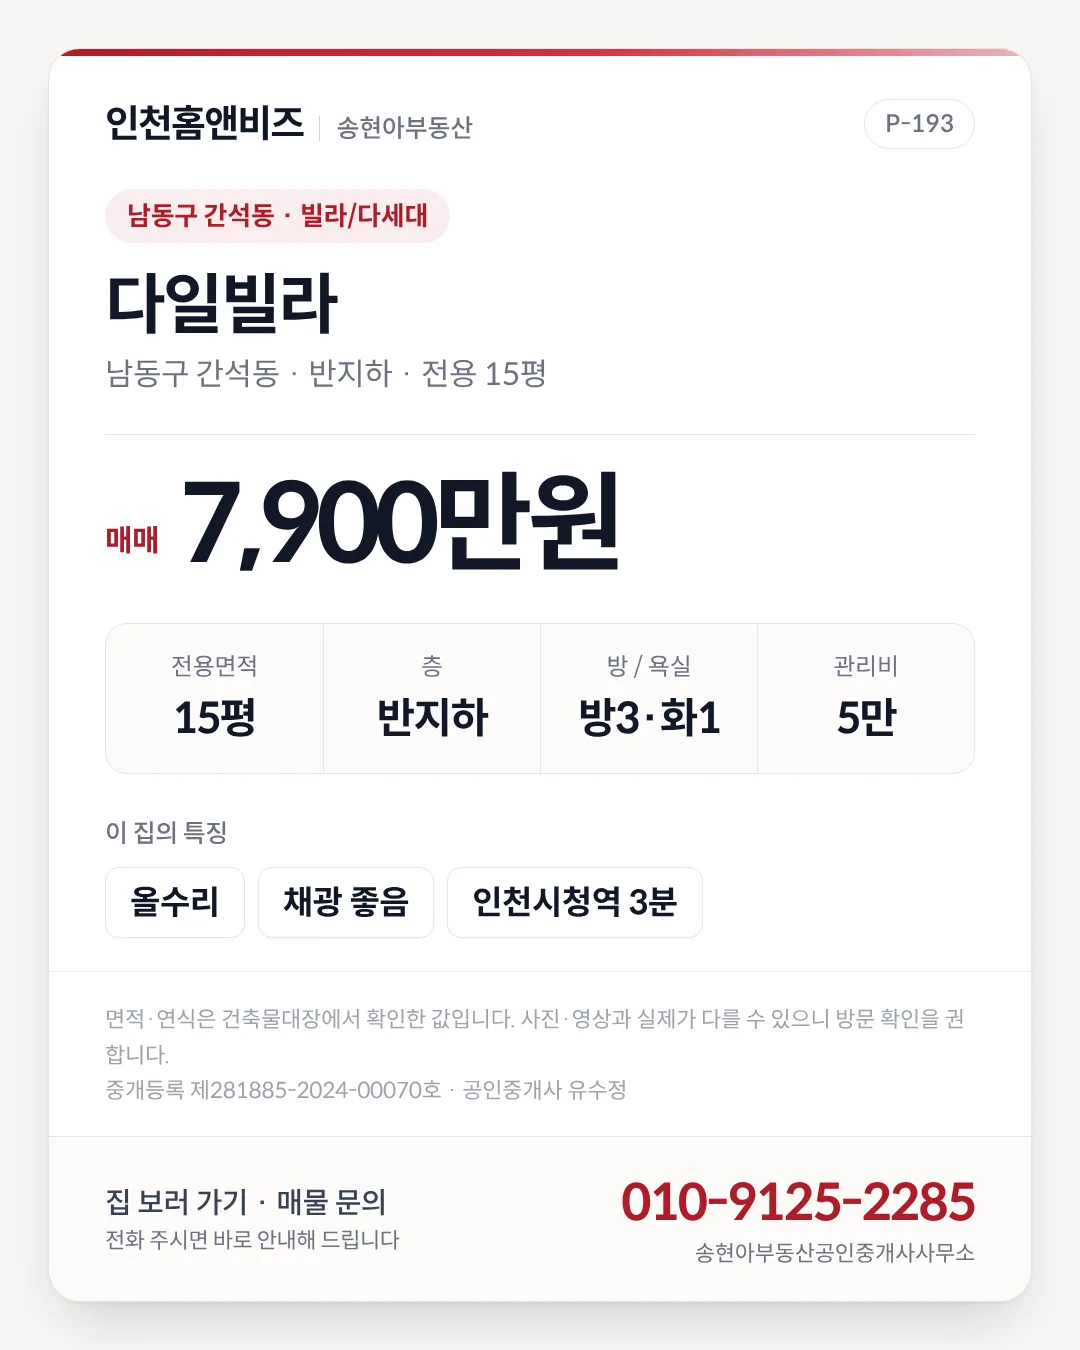 인천홈앤비즈 | 송현아부동산
P-193
남동구 간석동 · 빌라/다세대
다일빌라
남동구 간석동 · 반지하 · 전용 15평
매매 7,900만원
전용면적 층 방 / 욕실 관리비
15평 반지하 방3·화1 5만
이 집의 특징
올수리 채광 좋음 인천시청역 3분
면적·연식은 건축물대장에서 확인한 값입니다. 사진·영상과 실제가 다를 수 있으니 방문 확인을 권
합니다.
중개등록 제281885-2024-00070호 · 공인중개사 유수정
집 보러 가기 · 매물 문의
전화 주시면 바로 안내해 드립니다
010-9125-2285
송현아부동산공인중개사사무소